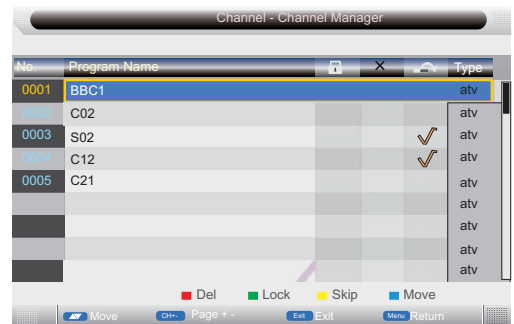 Channel - Channel Manager
No. Program Name Type
0001 BBC1 atv
0002 C02 atv
0003 S02 atv
0004 C12 atv
0005 C21 atv
atv
atv
atv
atv
Del Lock Skip Move
Move CH+- Page + - Exit Exit Menu Return